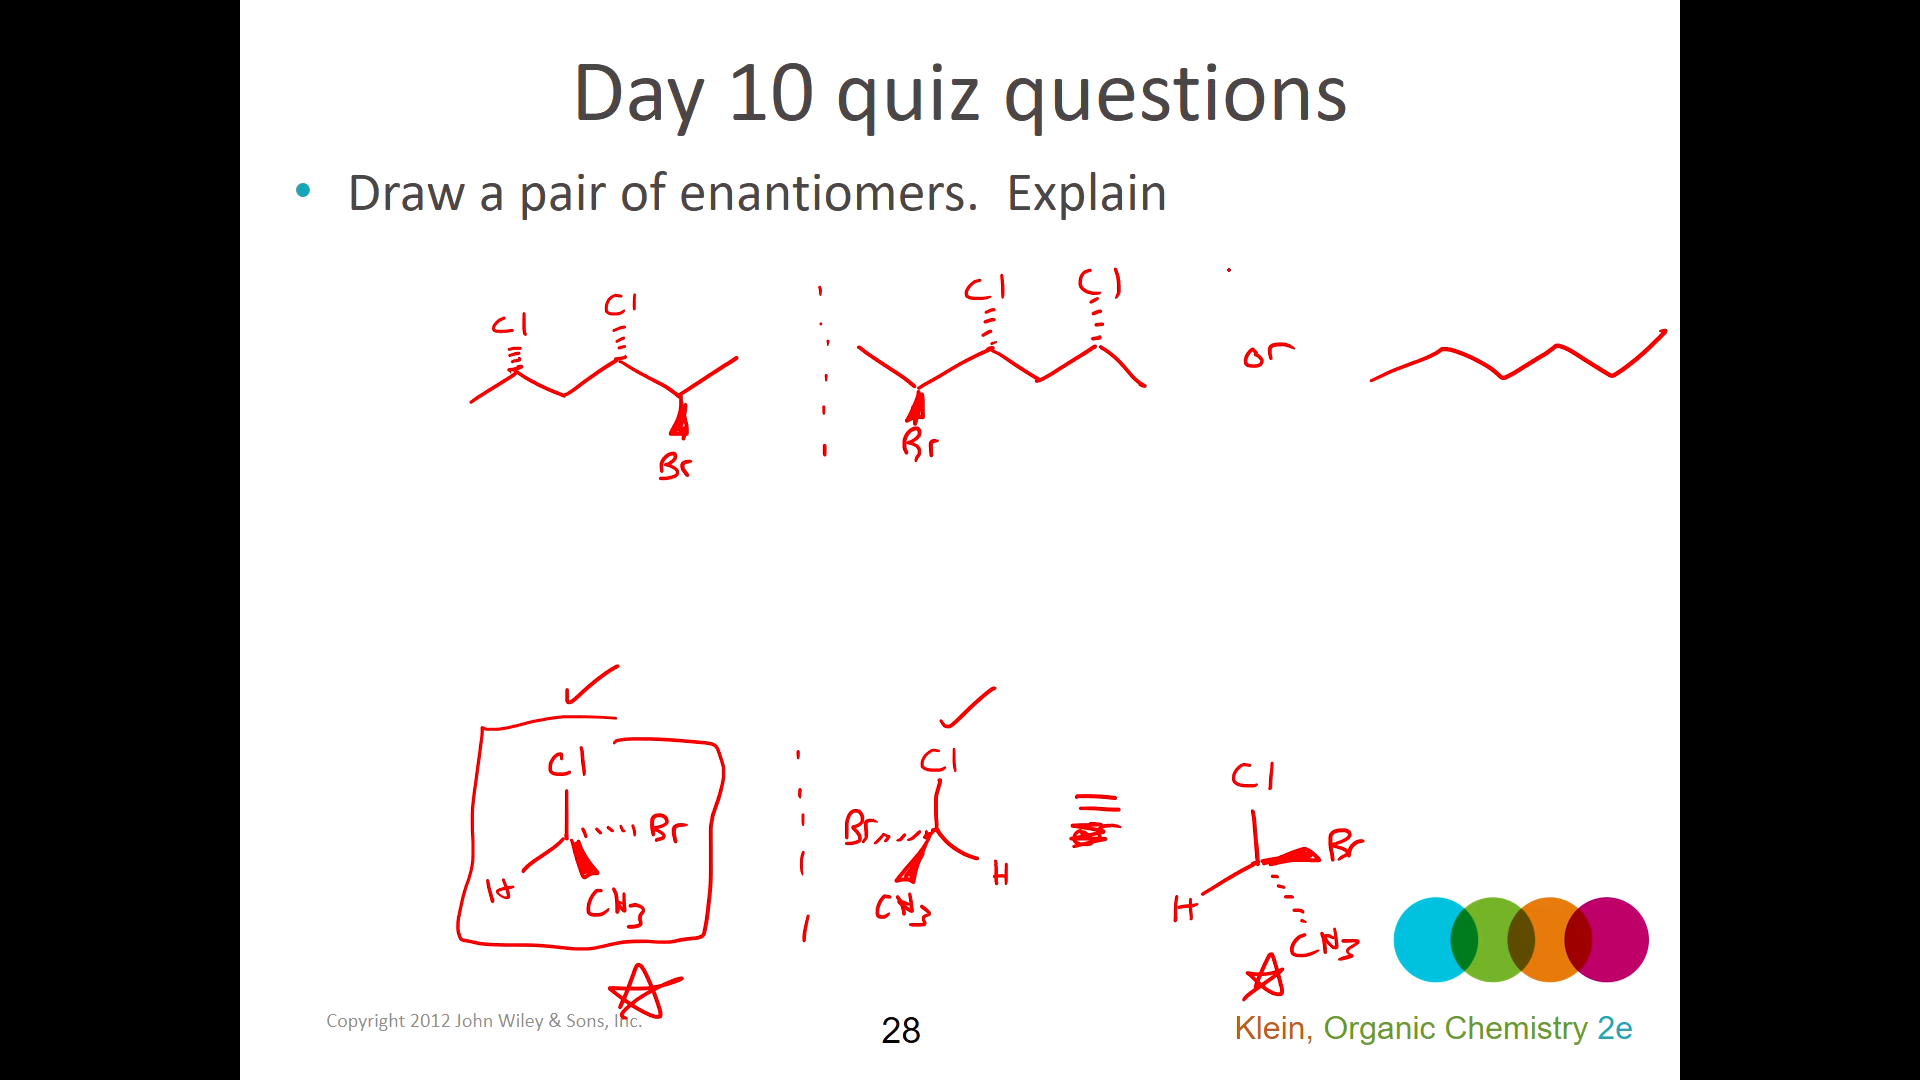 Day 10 quiz questions
• Draw a pair of enantiomers. Explain
Cl Cl Cl Cl
or
Br Br
Cl Cl Cl
Br Br Br
H CH3 CH3 H H CH3
Copyright 2012 John Wiley & Sons, Inc.
28
Klein, Organic Chemistry 2e